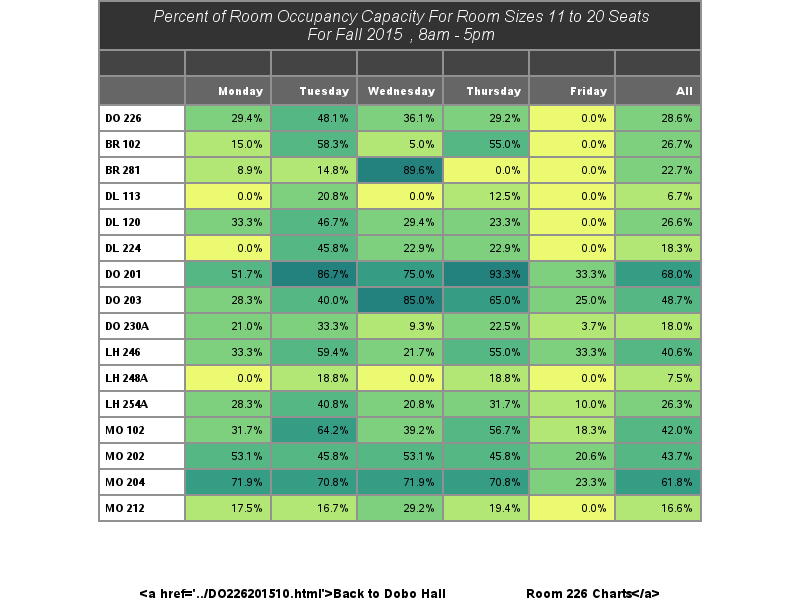 Percent of Room Occupancy Capacity For Room Sizes 11 to 20 Seats
For Fall 2015 , 8am - 5pm
Monday Tuesday Wednesday Thursday Friday All
DO 226 29.4% 48.1% 36.1% 29.2% 0.0% 28.6%
BR 102 15.0% 58.3% 5.0% 55.0% 0.0% 26.7%
BR 281 8.9% 14.8% 89.6% 0.0% 0.0% 22.7%
DL 113 0.0% 20.8% 0.0% 12.5% 0.0% 6.7%
DL 120 33.3% 46.7% 29.4% 23.3% 0.0% 26.6%
DL 224 0.0% 45.8% 22.9% 22.9% 0.0% 18.3%
DO 201 51.7% 86.7% 75.0% 93.3% 33.3% 68.0%
DO 203 28.3% 40.0% 85.0% 65.0% 25.0% 48.7%
DO 230A 21.0% 33.3% 9.3% 22.5% 3.7% 18.0%
LH 246 33.3% 59.4% 21.7% 55.0% 33.3% 40.6%
LH 248A 0.0% 18.8% 0.0% 18.8% 0.0% 7.5%
LH 254A 28.3% 40.8% 20.8% 31.7% 10.0% 26.3%
MO 102 31.7% 64.2% 39.2% 56.7% 18.3% 42.0%
MO 202 53.1% 45.8% 53.1% 45.8% 20.6% 43.7%
MO 204 71.9% 70.8% 71.9% 70.8% 23.3% 61.8%
MO 212 17.5% 16.7% 29.2% 19.4% 0.0% 16.6%
<a href='../DO226201510.html'>Back to Dobo Hall Room 226 Charts</a>